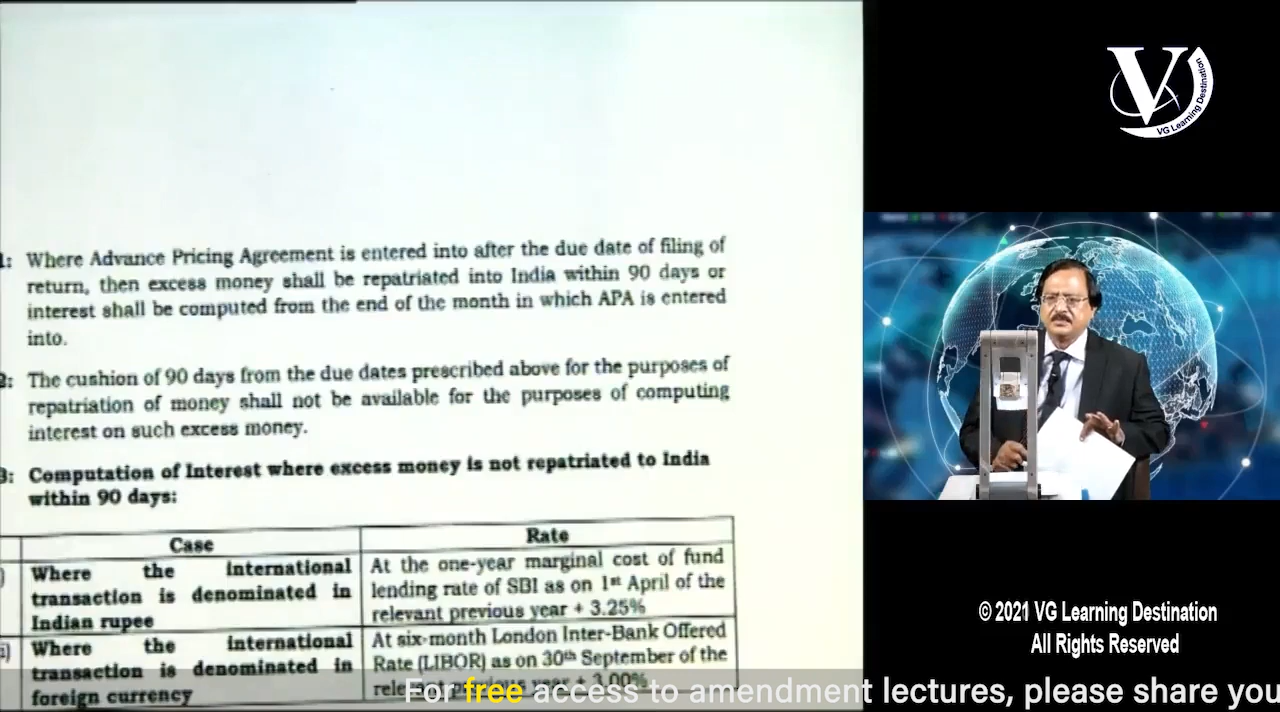 1: Where Advance Pricing Agreement is entered into after the due date of filing of
return, then excess money shall be repatriated into India within 90 days or
interest shall be computed from the end of the month in which APA is entered
into.
2: The cushion of 90 days from the due dates prescribed above for the purposes of
repatriation of money shall not be available for the purposes of computing
interest on such excess money.
3: Computation of Interest where excess money is not repatriated to India
within 90 days:
Case
Rate
) Where the international
transaction is denominated in
Indian rupee
At the one-year marginal cost of fund
lending rate of SBI as on 1st April of the
relevant previous year + 3.25%
i) Where the international
transaction is denominated in
foreign currency
At six-month London Inter-Bank Offered
Rate (LIBOR) as on 30th September of the
relevant previous year + 3.00%
V
VG Learning Destination
© 2021 VG Learning Destination
All Rights Reserved
For free access to amendment lectures, please share you